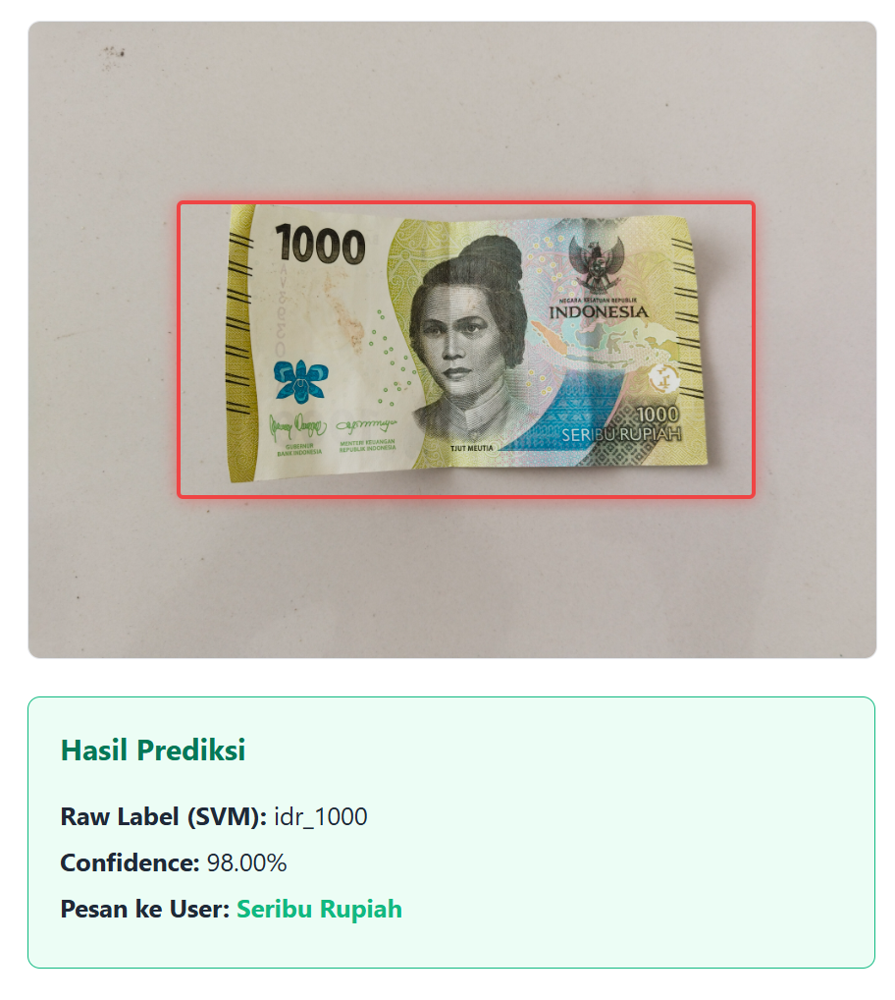 1000
NEGARA KESATUAN REPUBLIK
INDONESIA
1000
SERIBU RUPIAH
GUBERNUR
BANK INDONESIA
MENTERI KEUANGAN
REPUBLIK INDONESIA
TJUT MEUTIA
Hasil Prediksi
Raw Label (SVM): idr_1000
Confidence: 98.00%
Pesan ke User: Seribu Rupiah